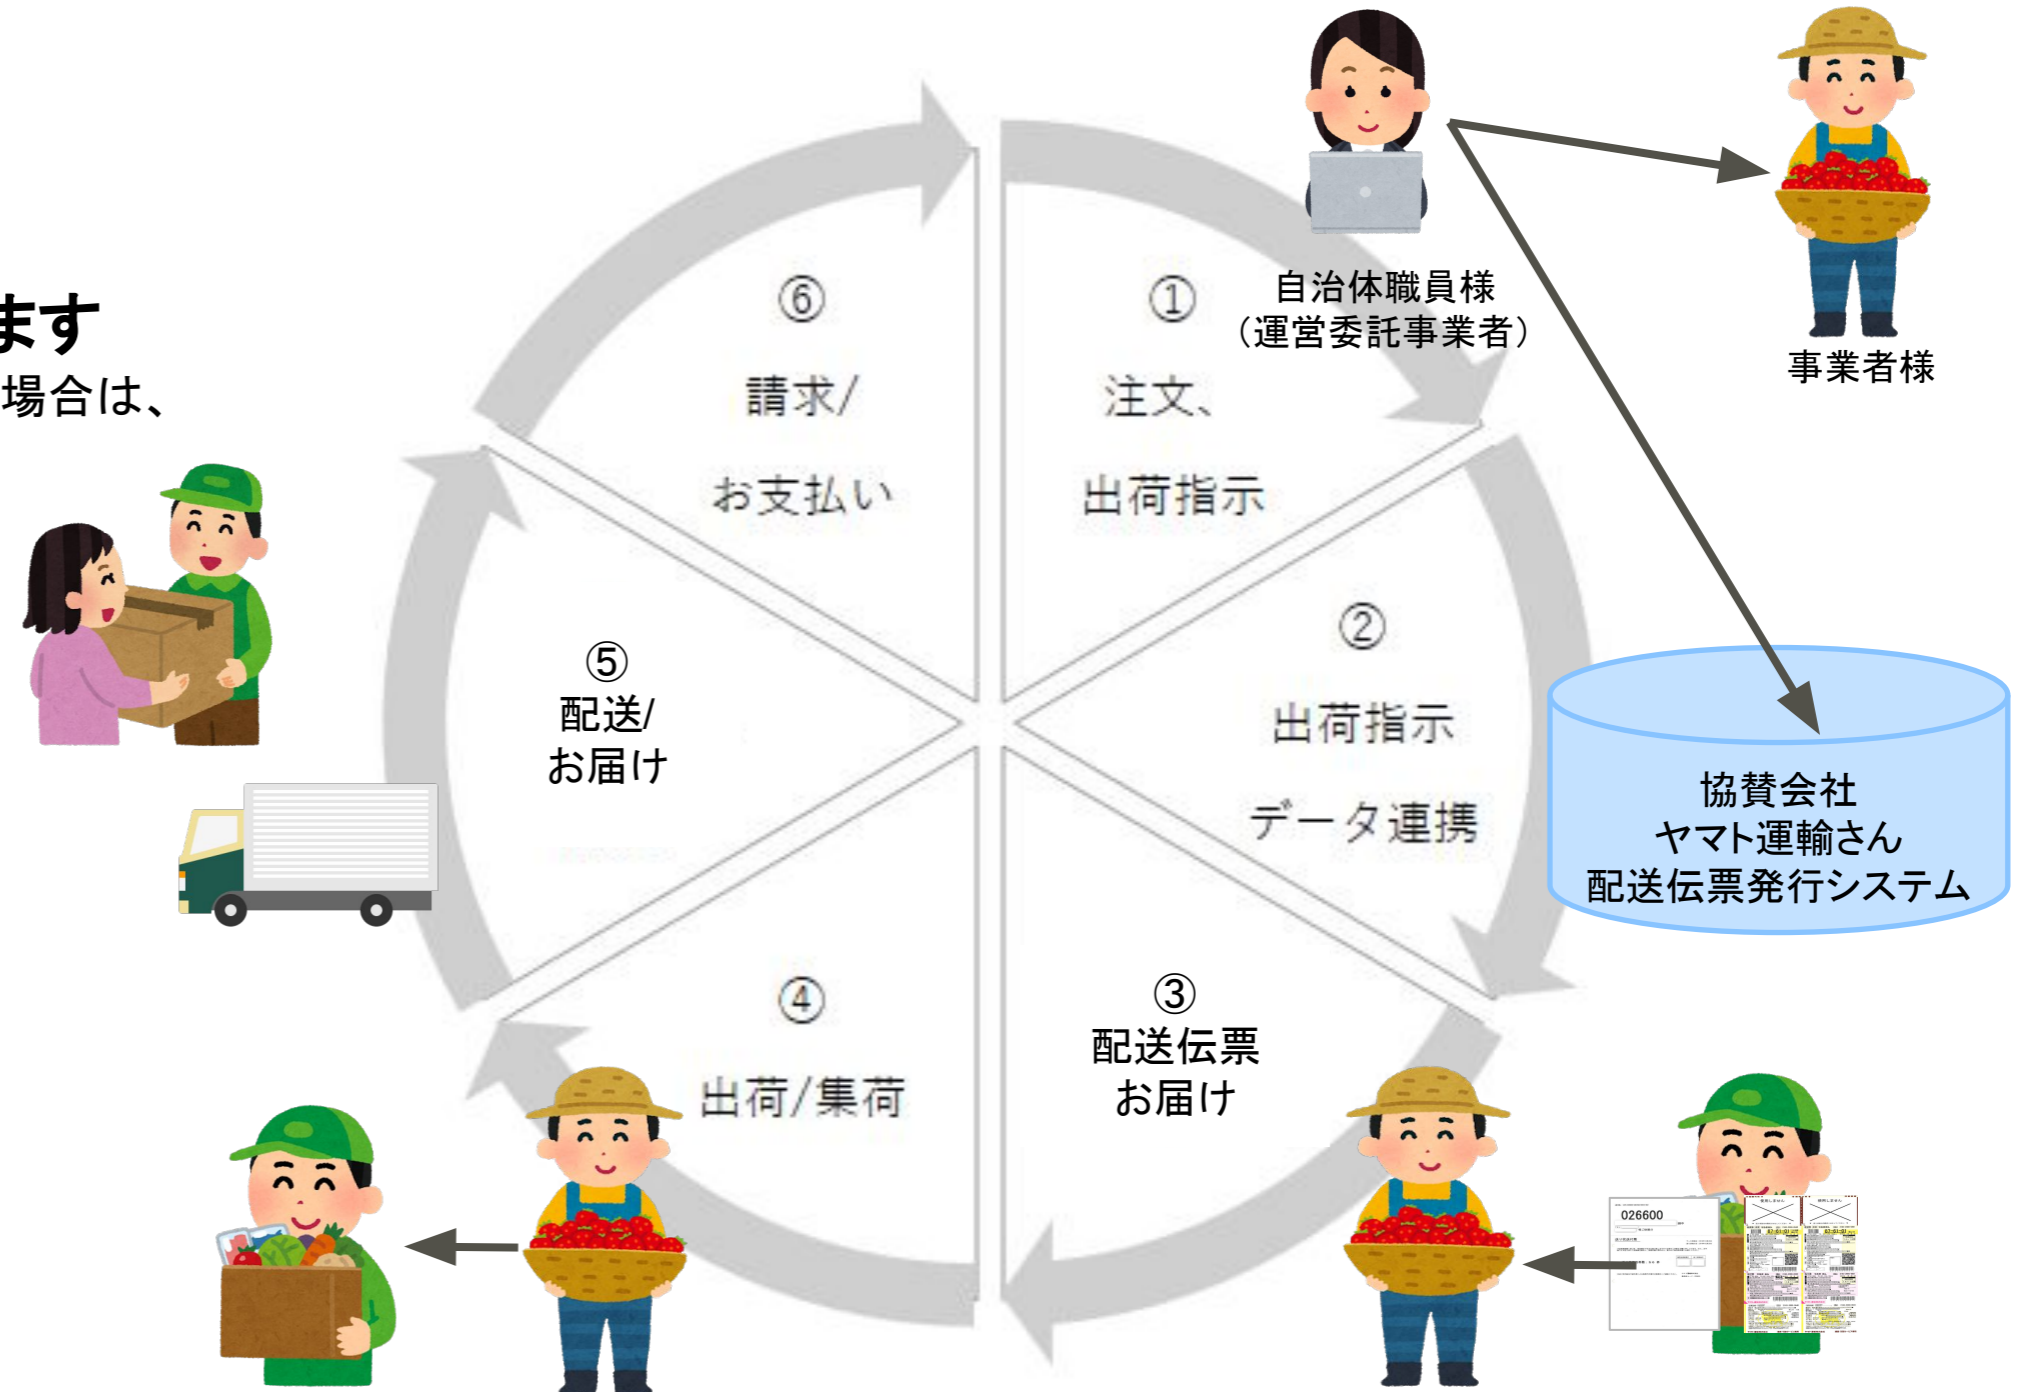 ます
場合は、
①
注文、
出荷指示
自治体職員様
（運営委託事業者）
事業者様
②
出荷指示
データ連携
協賛会社
ヤマト運輸さん
配送伝票発行システム
③
配送伝票
お届け
026600
④
出荷/集荷
⑤
配送/
お届け
⑥
請求/
お支払い